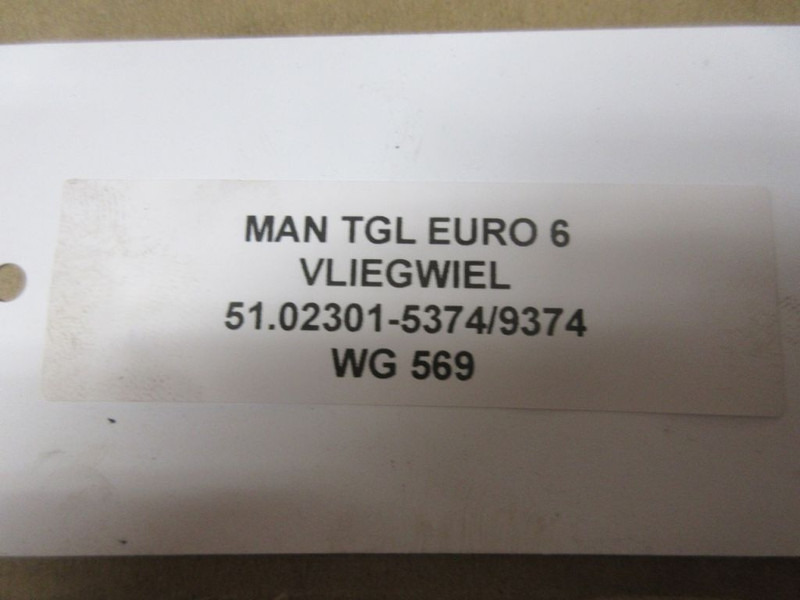 MAN TGL EURO 6
VLIEGWIEL
51.02301-5374/9374
WG 569